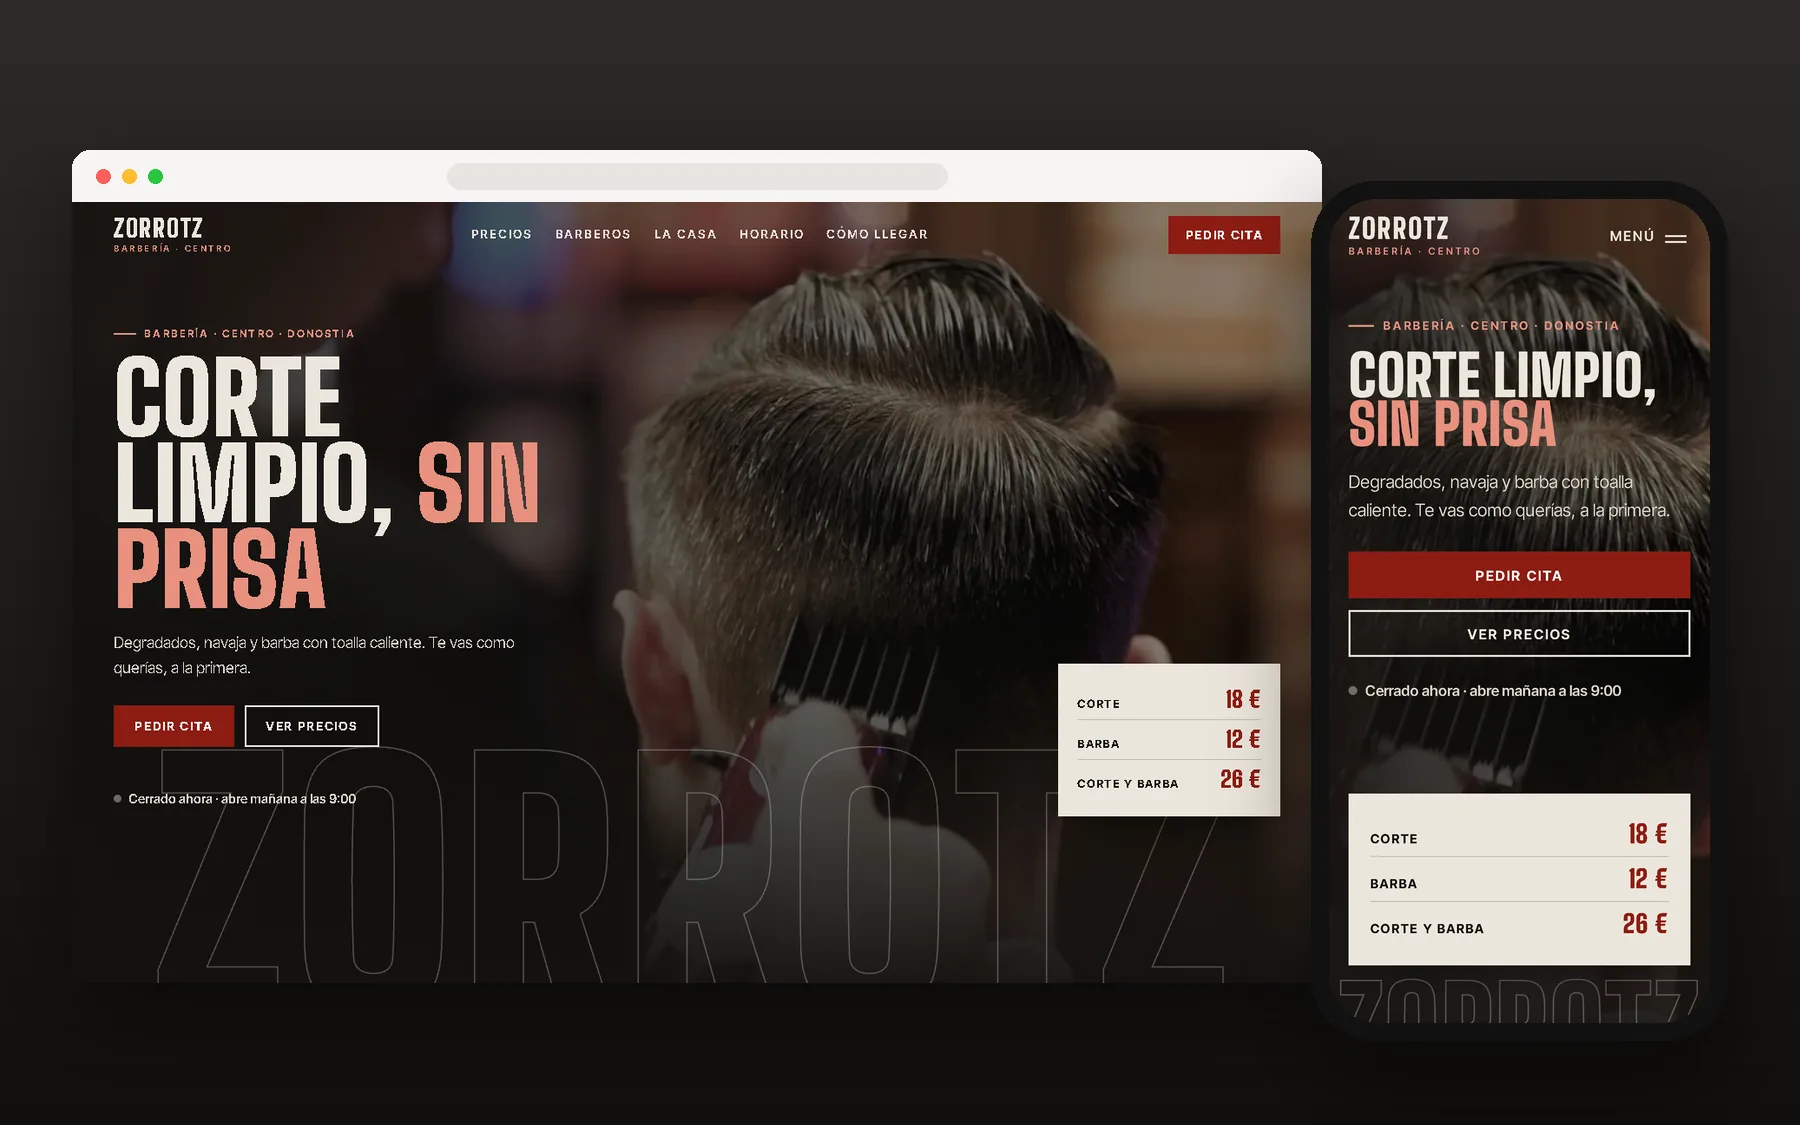 ZORROTZ
BARBERÍA · CENTRO
PRECIOS BARBEROS LA CASA HORARIO CÓMO LLEGAR
PEDIR CITA
BARBERÍA · CENTRO · DONOSTIA
CORTE
LIMPIO, SIN
PRISA
Degradados, navaja y barba con toalla caliente. Te vas como
querías, a la primera.
PEDIR CITA
VER PRECIOS
Cerrado ahora · abre mañana a las 9:00
CORTE 18 €
BARBA 12 €
CORTE Y BARBA 26 €
ZORROTZ
ZORROTZ
BARBERÍA · CENTRO
MENÚ
BARBERÍA · CENTRO · DONOSTIA
CORTE LIMPIO,
SIN PRISA
Degradados, navaja y barba con toalla
caliente. Te vas como querías, a la primera.
PEDIR CITA
VER PRECIOS
Cerrado ahora · abre mañana a las 9:00
CORTE 18 €
BARBA 12 €
CORTE Y BARBA 26 €
ZORROTZ